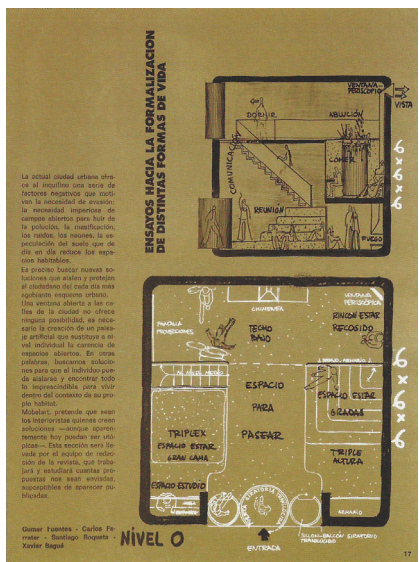 ENSAYOS HACIA LA FORMALIZACION
DE DISTINTAS FORMAS DE VIDA
La actual ciudad urbana ofre-
ce al inquilino una serie de
factores negativos que moti-
van la necesidad de evasión:
la necesidad imperiosa de
campos abiertos para huir de
la polución, la masificación,
los ruidos, los neones, la es-
peculación del suelo que de
día en día reduce los espa-
cios habitables.
Es preciso buscar nuevas so-
luciones que aislen y protejan
al ciudadano del cada día más
agobiante esquema urbano.
Una ventana abierta a las ca-
lles de la ciudad no ofrece
ninguna posibilidad, es nece-
sario la creación de un paisa-
je artificial que sustituya a ni-
vel individual la carencia de
espacios abiertos. En otras
palabras, buscamos solucio-
nes para que el individuo pue-
da aislarse y encontrar todo
lo imprescindible para vivir
dentro del contexto de su pro-
pio habitat.
Mobelart, pretende que sean
los interioristas quienes creen
soluciones —aunque aparen-
temente hoy puedan ser utó-
picas—. Esta sección será lle-
vada por el equipo de redac-
ción de la revista, que traba-
jará y estudiará cuantas pro-
puestas nos sean enviadas,
susceptibles de aparecer pu-
blicadas.
Gomar Fuentes - Carlos Fe-
rrater - Santiago Roqueta -
Xavier Bagué
VENTANA-
PERISCOPIO
VISTA
DORMIR
ABLUCIÓN
COMUNICACIÓN
COMER
REUNIÓN
FUEGO
6x6x6
CHIMENEA
VENTANA
PERISCÓPICA
PANTALLA
PROYECCIONES
TECHO
BAJO
RINCON ESTAR
RECOGIDO
ESPACIO
PARA
PASEAR
ESPACIO ESTAR
GRADAS
TRIPLEX
ESPACIO ESTAR
GRAN CAMA
TRIPLE
ALTURA
ESPACIO ESTUDIO
PUERTA GIRATORIA
ARMARIO
6x6x6
NIVEL 0
ENTRADA
TRANSLÚCIDO
17